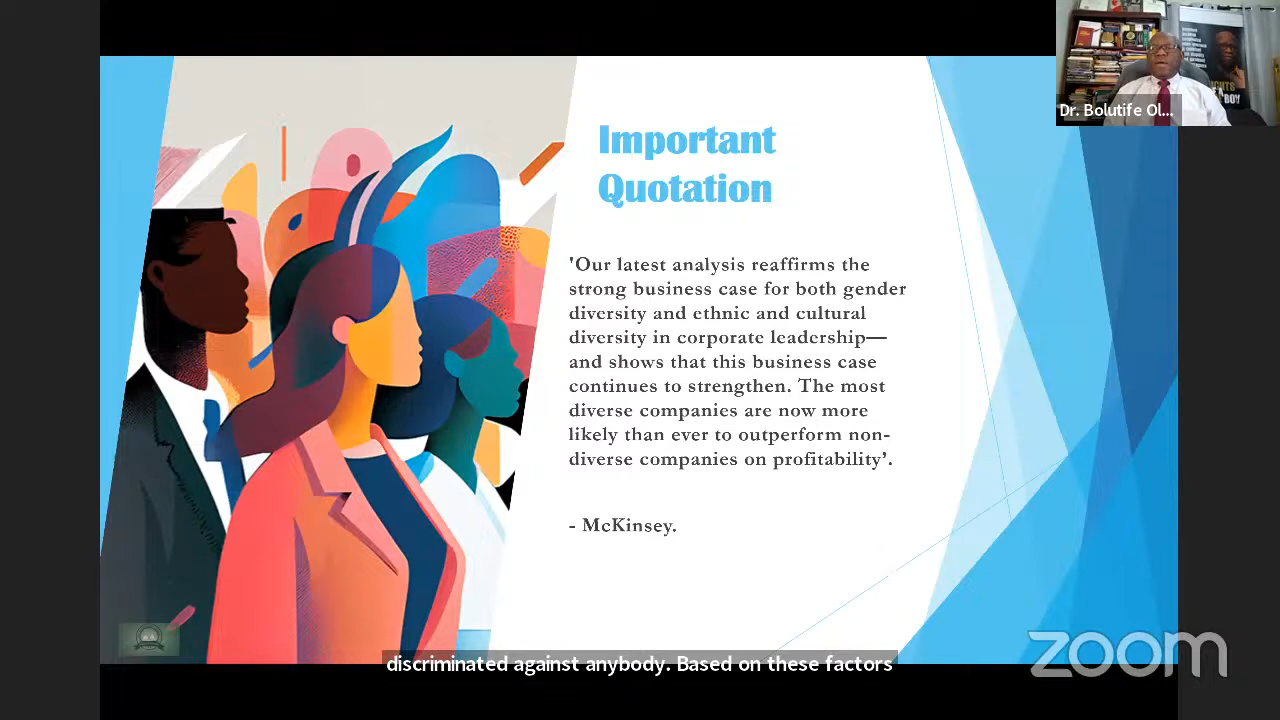 Dr. Bolutife Ol...
Important
Quotation
'Our latest analysis reaffirms the
strong business case for both gender
diversity and ethnic and cultural
diversity in corporate leadership—
and shows that this business case
continues to strengthen. The most
diverse companies are now more
likely than ever to outperform non-
diverse companies on profitability’.
- McKinsey.
discriminated against anybody. Based on these factors
zoom